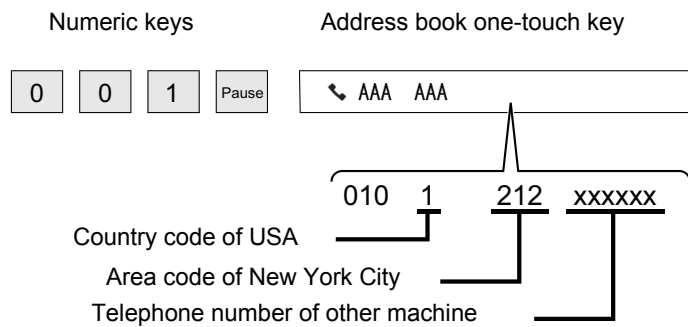 Numeric keys Address book one-touch key
0 0 1 Pause AAA AAA
010 1 212 xxxxxx
Country code of USA
Area code of New York City
Telephone number of other machine